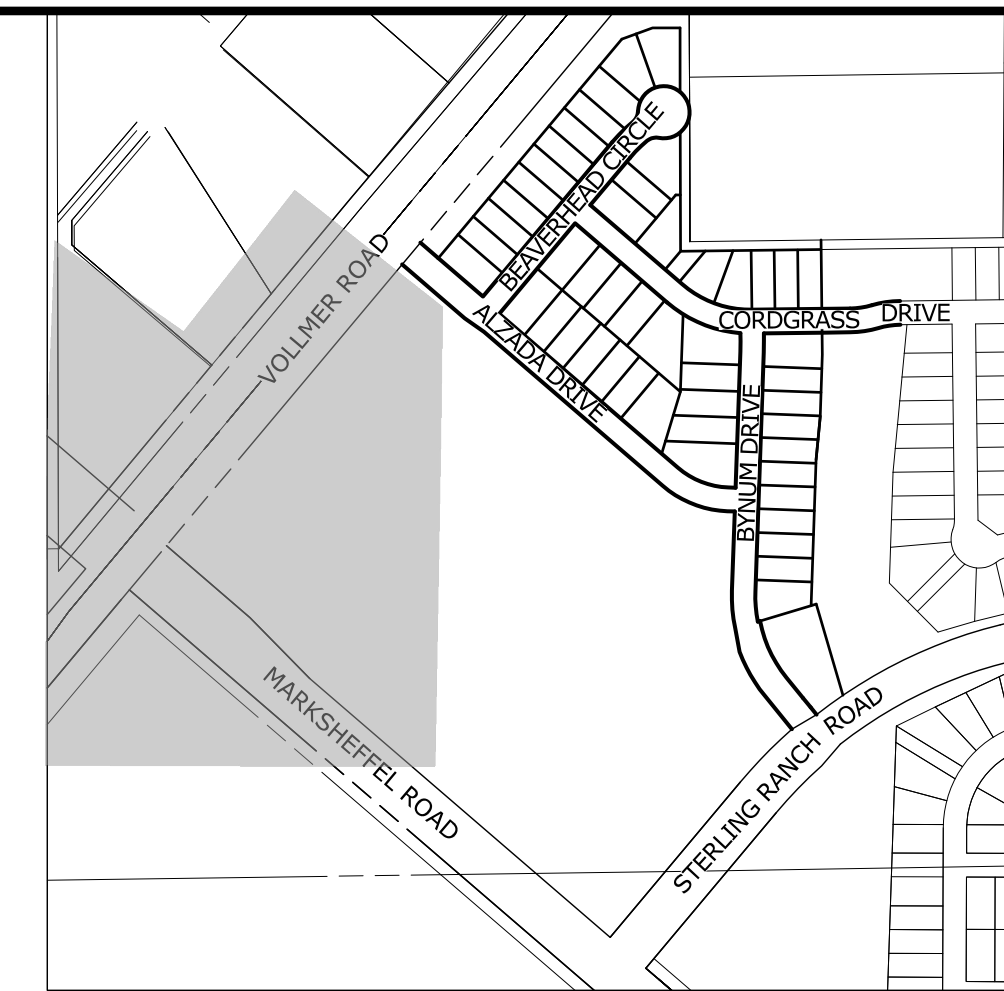 BEAVERHEAD CIRCLE
VOLLMER ROAD
CORDGRASS DRIVE
ALZADA DRIVE
BYNUM DRIVE
MARKSHEFFEL ROAD
STERLING RANCH ROAD